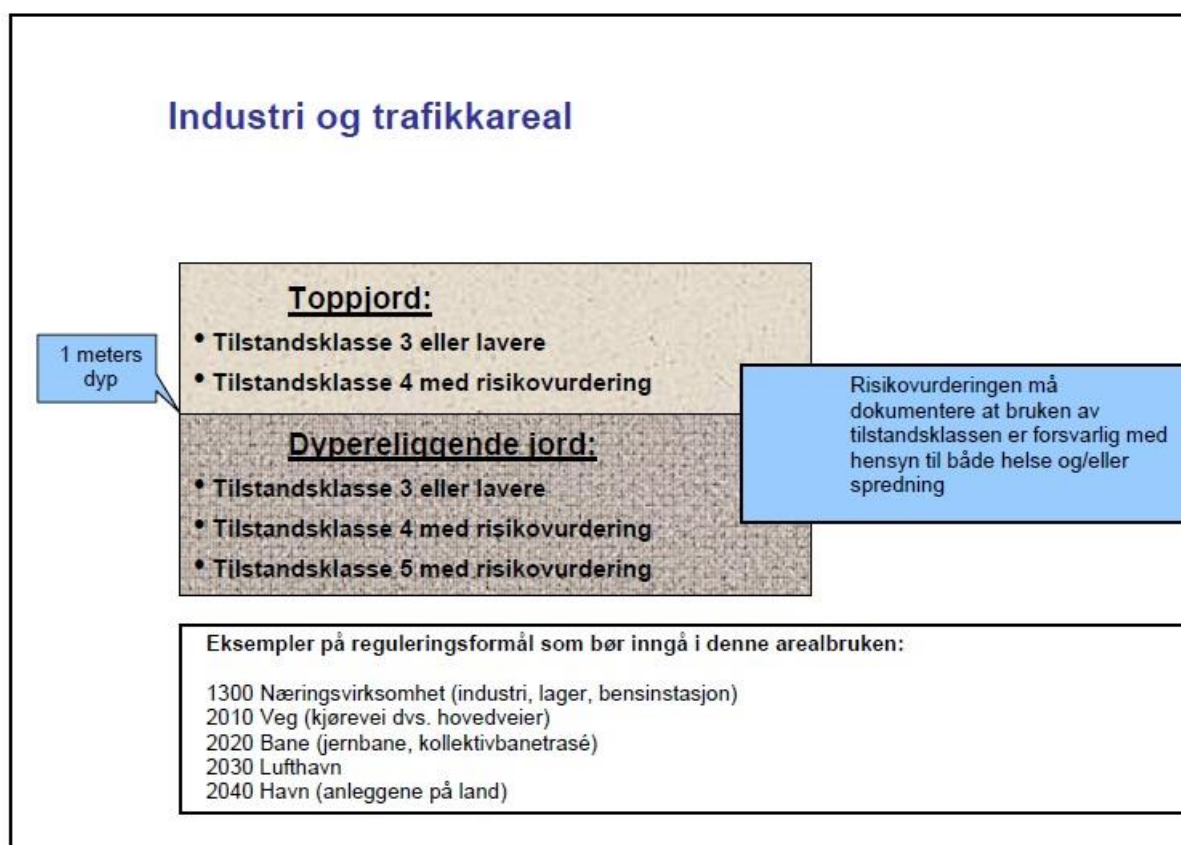 Industri og trafikkareal
Toppjord:
• Tilstandsklasse 3 eller lavere
• Tilstandsklasse 4 med risikovurdering
1 meters
dyp
Dypereliggende jord:
• Tilstandsklasse 3 eller lavere
• Tilstandsklasse 4 med risikovurdering
• Tilstandsklasse 5 med risikovurdering
Risikovurderingen må
dokumentere at bruken av
tilstandsklassen er forsvarlig med
hensyn til både helse og/eller
spredning
Eksempler på reguleringsformål som bør inngå i denne arealbruken:
1300 Næringsvirksomhet (industri, lager, bensinstasjon)
2010 Veg (kjørevei dvs. hovedveier)
2020 Bane (jernbane, kollektivbanetrasé)
2030 Lufthavn
2040 Havn (anleggene på land)